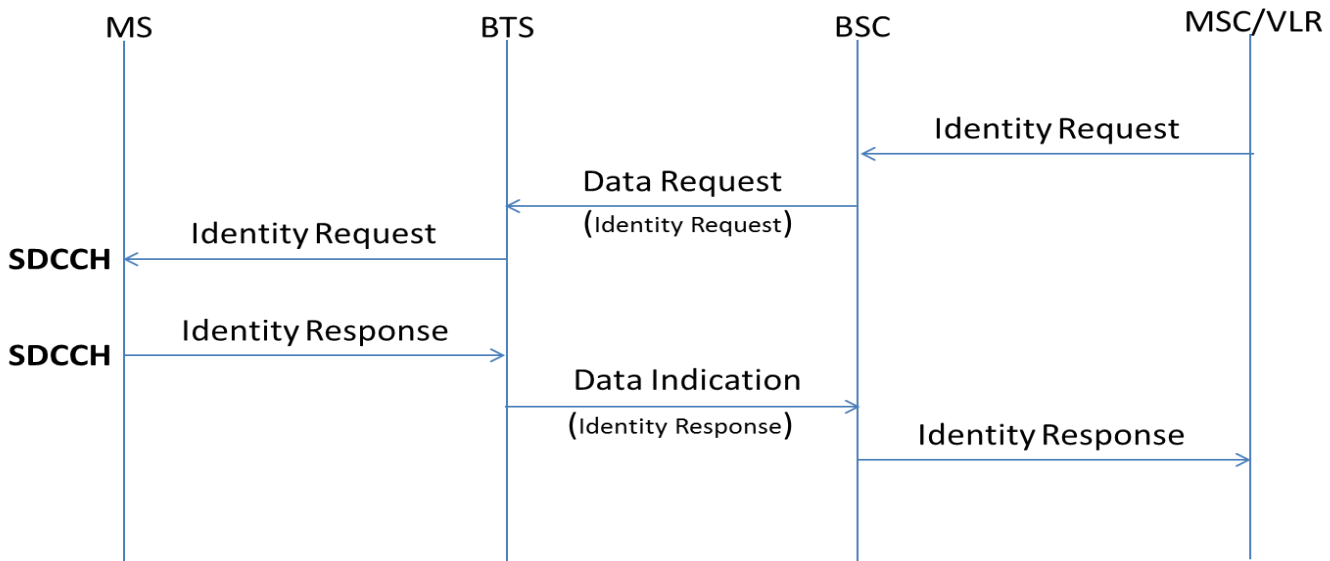 MS BTS BSC MSC/VLR
Identity Request
Data Request
(Identity Request)
Identity Request
SDCCH
Identity Response
SDCCH
Data Indication
(Identity Response)
Identity Response